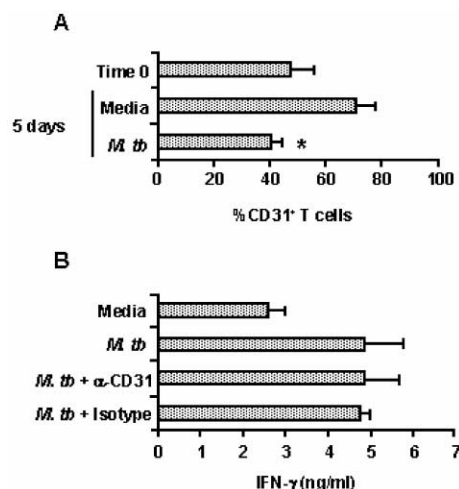 A
Time 0
Media
5 days
M. tb
*
0 20 40 60 80 100
%CD31⁺ T cells
B
Media
M. tb
M. tb + α-CD31
M. tb + Isotype
0 1 2 3 4 5 6 7
IFN-γ (ng/ml)